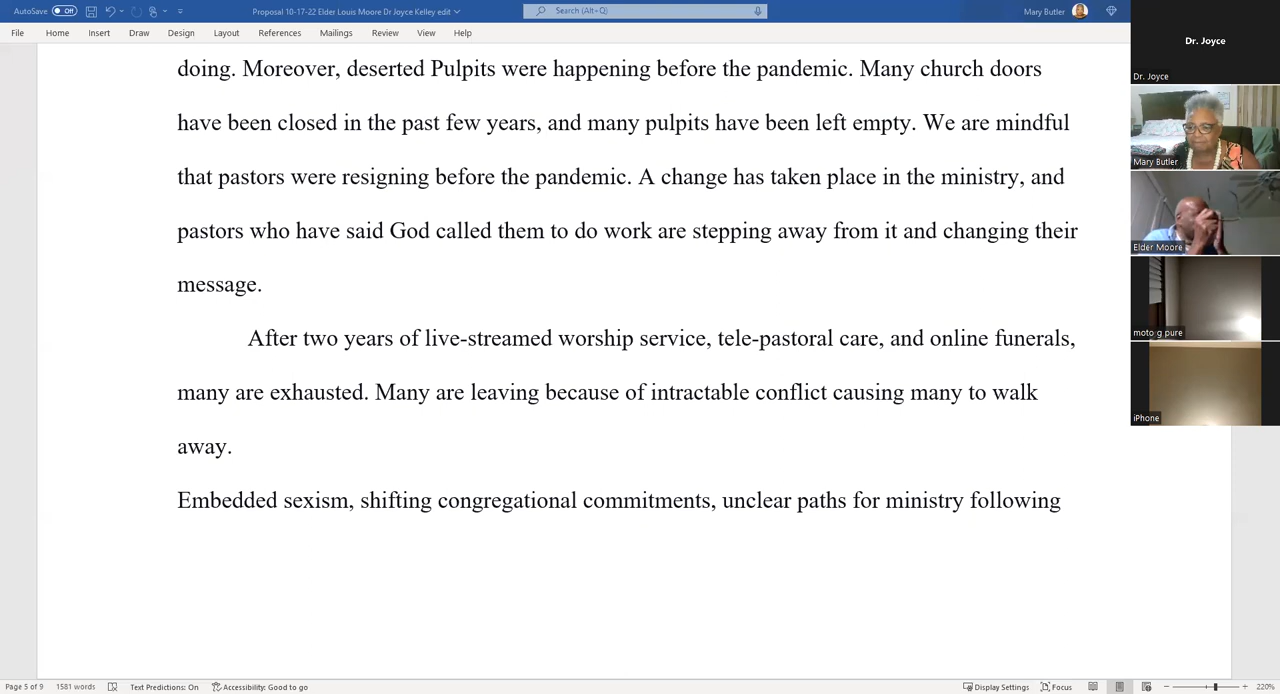 AutoSave Off Proposal 10-17-22 Elder Louis Moore Dr Joyce Kelley edit Search (Alt+Q) Mary Butler
File Home Insert Draw Design Layout References Mailings Review View Help
doing. Moreover, deserted Pulpits were happening before the pandemic. Many church doors
have been closed in the past few years, and many pulpits have been left empty. We are mindful
that pastors were resigning before the pandemic. A change has taken place in the ministry, and
pastors who have said God called them to do work are stepping away from it and changing their
message.
After two years of live-streamed worship service, tele-pastoral care, and online funerals,
many are exhausted. Many are leaving because of intractable conflict causing many to walk
away.
Embedded sexism, shifting congregational commitments, unclear paths for ministry following
Dr. Joyce
Dr. Joyce
Mary Butler
Elder Moore
moto g pure
iPhone
Page 5 of 9 1581 words Text Predictions: On Accessibility: Good to go Display Settings Focus 220%